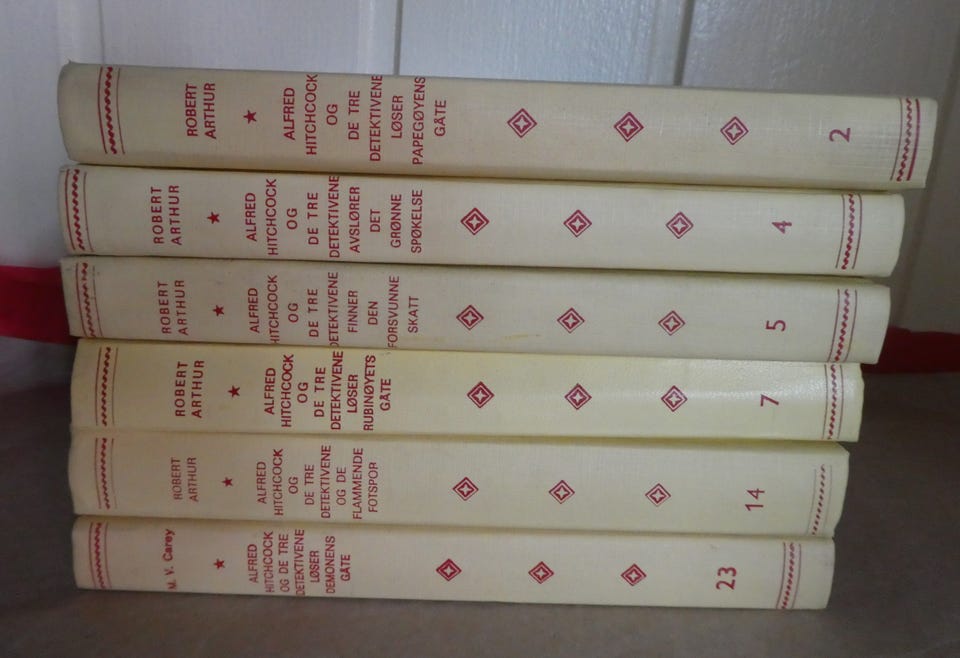 ROBERT
ARTHUR
★
ALFRED
HITCHCOCK
OG
DE TRE
DETEKTIVENE
LØSER
PAPEGØYENS
GÅTE
2
ROBERT
ARTHUR
★
ALFRED
HITCHCOCK
OG
DE TRE
DETEKTIVENE
AVSLØRER
DET
GRØNNE
SPØKELSE
4
ROBERT
ARTHUR
★
ALFRED
HITCHCOCK
OG
DE TRE
DETEKTIVENE
FINNER
DEN
FORSVUNNE
SKATT
5
ROBERT
ARTHUR
★
ALFRED
HITCHCOCK
OG
DE TRE
DETEKTIVENE
LØSER
RUBINØYETS
GÅTE
7
ROBERT
ARTHUR
★
ALFRED
HITCHCOCK
OG
DE TRE
DETEKTIVENE
OG DE
FLAMMENDE
FOTSPOR
14
M. V. Carey
★
ALFRED
HITCHCOCK
OG DE TRE
DETEKTIVENE
LØSER
DEMONENS
GÅTE
23